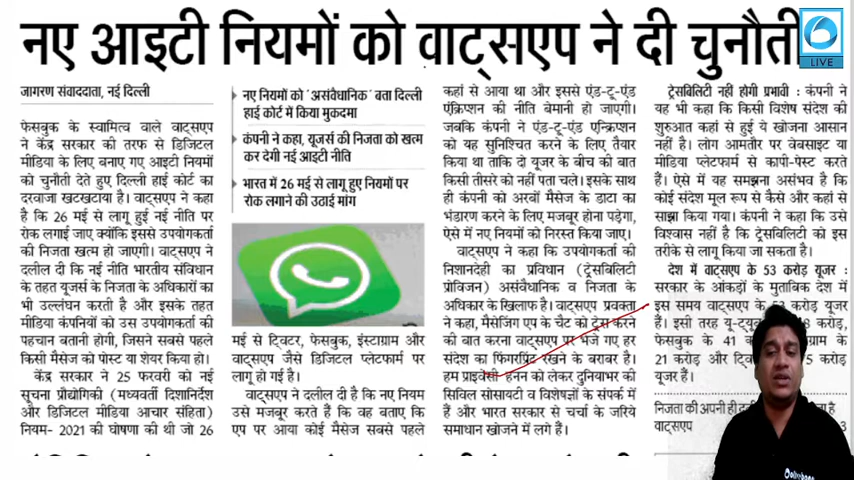 नए आइटी नियमों को वाट्सएप ने दी चुनौती
LIVE
जागरण संवाददाता, नई दिल्ली
फेसबुक के स्वामित्व वाले वाट्सएप
ने केंद्र सरकार की तरफ से डिजिटल
मीडिया के लिए बनाए गए आइटी नियमों
को चुनौती देते हुए दिल्ली हाई कोर्ट का
दरवाजा खटखटाया है। वाट्सएप ने कहा
है कि 26 मई से लागू हुई नई नीति पर
रोक लगाई जाए क्योंकि इससे उपयोगकर्ता
की निजता खत्म हो जाएगी। वाट्सएप ने
दलील दी कि नई नीति भारतीय संविधान
के तहत यूजर्स के निजता के अधिकारों का
भी उल्लंघन करती है और इसके तहत
मीडिया कंपनियों को उस उपयोगकर्ता की
पहचान बतानी होगी, जिसने सबसे पहले
किसी मैसेज को पोस्ट या शेयर किया हो।
केंद्र सरकार ने 25 फरवरी को नई
सूचना प्रौद्योगिकी (मध्यवर्ती दिशानिर्देश
और डिजिटल मीडिया आचार संहिता)
नियम- 2021 की घोषणा की थी जो 26
नए नियमों को 'असंवैधानिक' बता दिल्ली
हाई कोर्ट में किया मुकदमा
कंपनी ने कहा, यूजर्स की निजता को खत्म
कर देगी नई आइटी नीति
भारत में 26 मई से लागू हुए नियमों पर
रोक लगाने की उठाई मांग
मई से ट्विटर, फेसबुक, इंस्टाग्राम और
वाट्सएप जैसे डिजिटल प्लेटफार्म पर
लागू हो गई है।
वाट्सएप ने दलील दी है कि नए नियम
उसे मजबूर करते हैं कि वह बताए कि
एप पर आया कोई मैसेज सबसे पहले
कहां से आया था और इससे एंड-टू-एंड
एंक्रिप्शन की नीति बेमानी हो जाएगी।
जबकि कंपनी ने एंड-टू-एंड एन्क्रिप्शन
को यह सुनिश्चित करने के लिए तैयार
किया था ताकि दो यूजर के बीच की बात
किसी तीसरे को नहीं पता चले। इसके साथ
ही कंपनी को अरबों मैसेज के डाटा का
भंडारण करने के लिए मजबूर होना पड़ेगा,
ऐसे में नए नियमों को निरस्त किया जाए।
वाट्सएप ने कहा कि उपयोगकर्ता की
निशानदेही का प्रविधान (ट्रेसबिलिटी
प्रोविजन) असंवैधानिक व निजता के
अधिकार के खिलाफ है। वाट्सएप प्रवक्ता
ने कहा, मैसेजिंग एप के चैट को ट्रेस करने
की बात करना वाट्सएप पर भेजे गए हर
संदेश का फिंगरप्रिंट रखने के बराबर है।
हम प्राइवेसी हनन को लेकर दुनियाभर की
सिविल सोसायटी व विशेषज्ञों के संपर्क में
हैं और भारत सरकार से चर्चा के जरिये
समाधान खोजने में लगे हैं।
ट्रेसबिलिटी नहीं होगी प्रभावी : कंपनी ने
यह भी कहा कि किसी विशेष संदेश की
शुरुआत कहां से हुई ये खोजना आसान
नहीं है। लोग आमतौर पर वेबसाइट या
मीडिया प्लेटफार्म से कापी-पेस्ट करते
हैं। ऐसे में यह समझना असंभव है कि
कोई संदेश मूल रूप से कैसे और कहां से
साझा किया गया। कंपनी ने कहा कि उसे
विश्वास नहीं है कि ट्रेसबिलिटी को इस
तरीके से लागू किया जा सकता है।
देश में वाट्सएप के 53 करोड़ यूजर :
सरकार के आंकड़ों के मुताबिक देश में
इस समय वाट्सएप के 53 करोड़ यूजर
हैं। इसी तरह यू-ट्यू 8 करोड़,
फेसबुक के 41 ग्राम के
21 करोड़ और ट्वि 5 करोड़
यूजर हैं।
निजता की अपनी ही है
वाट्सएप 3